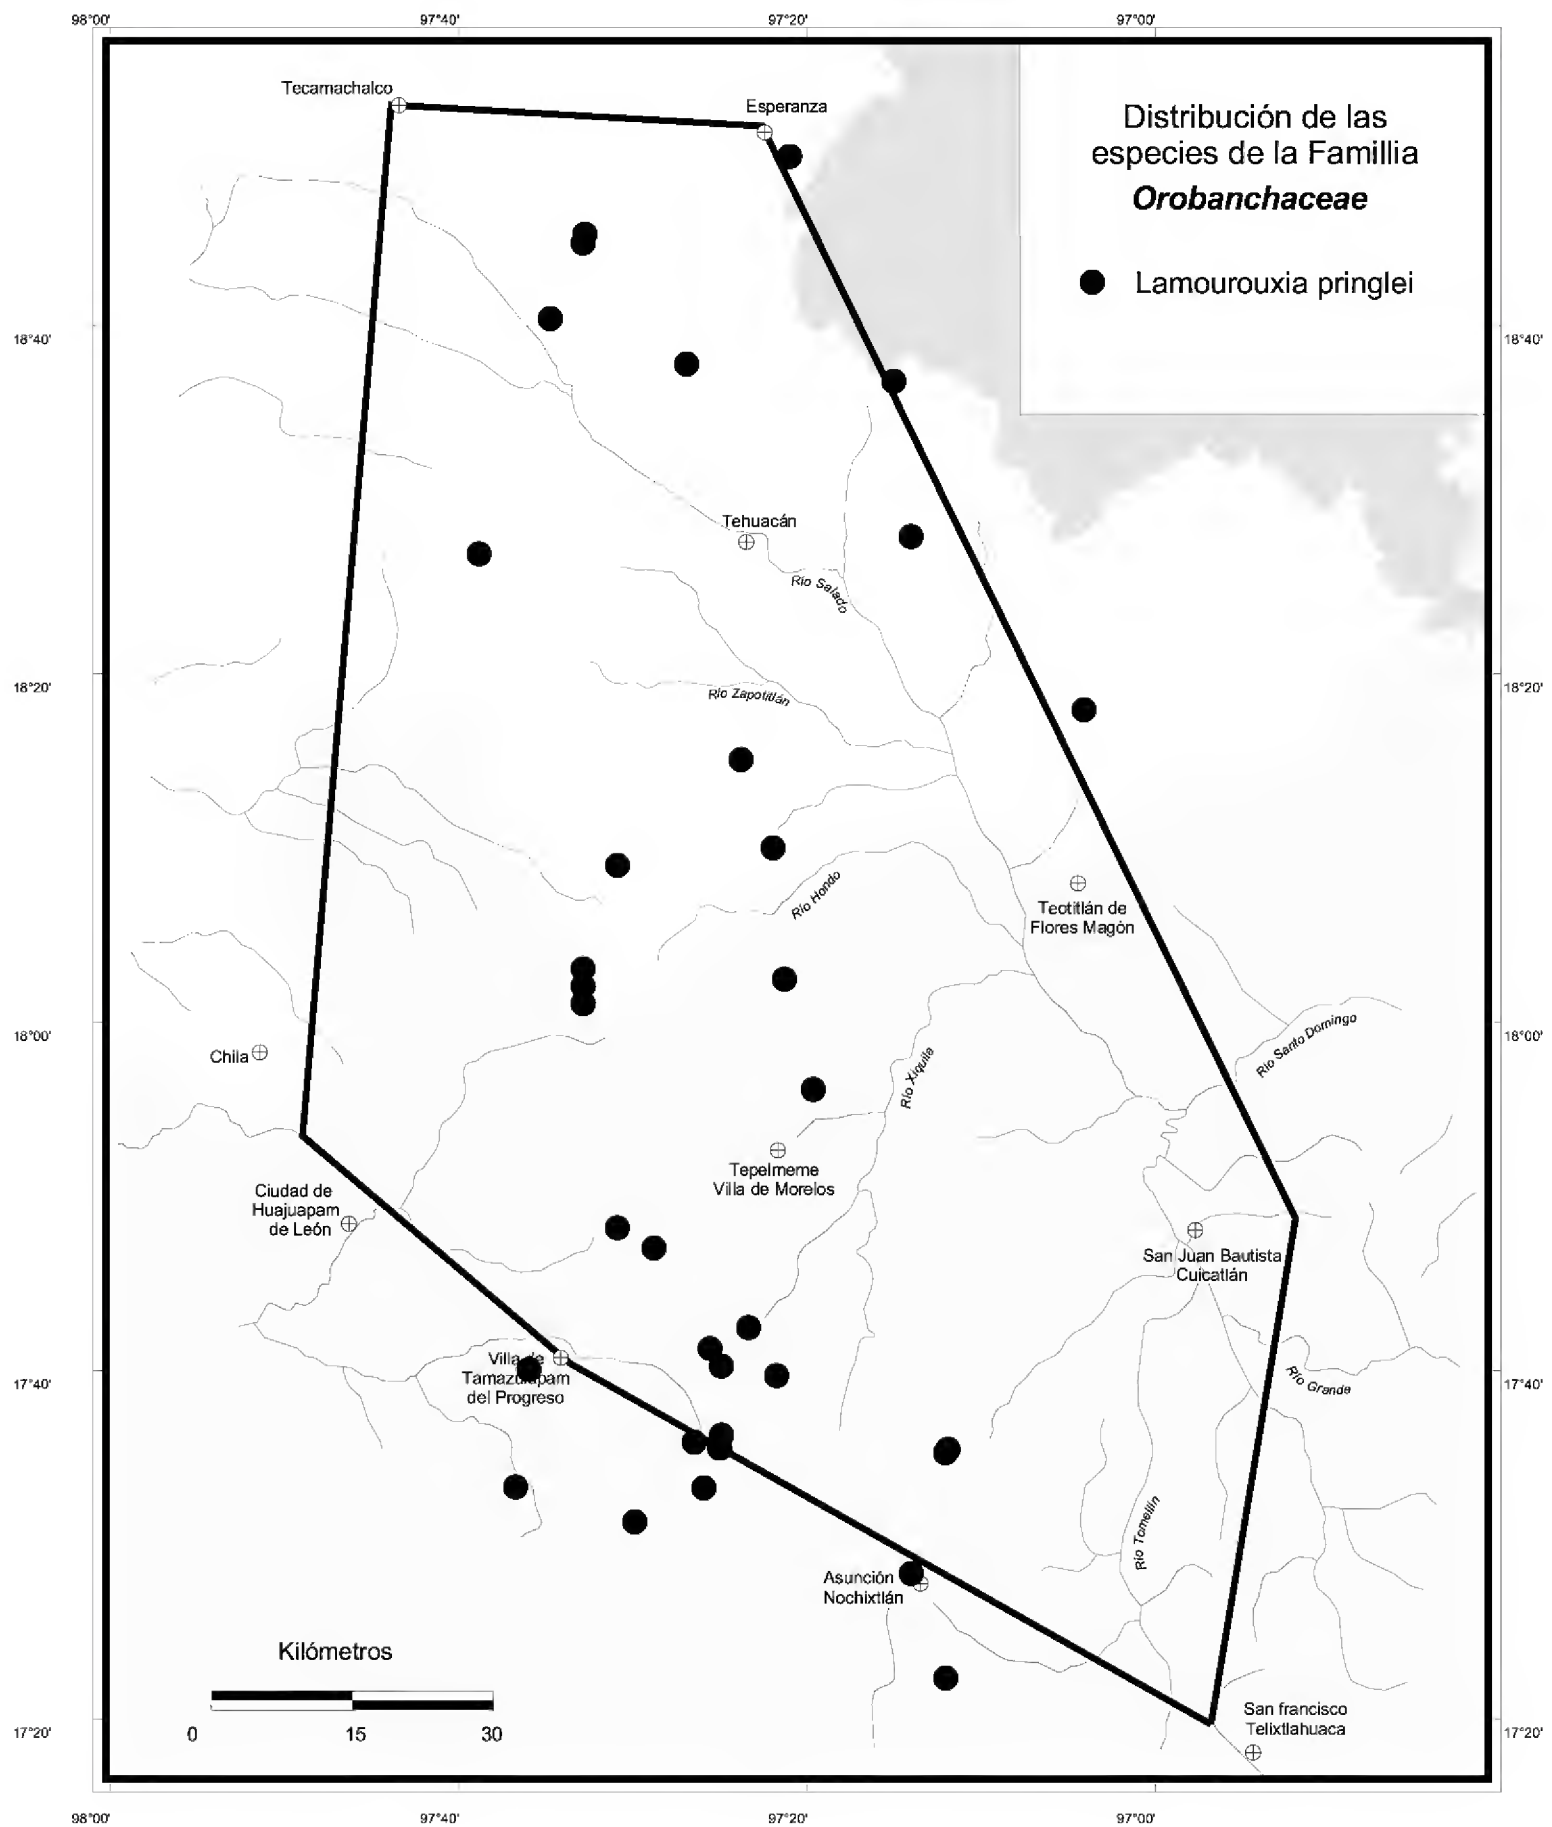 98°00'
97°40'
97°20'
97°00'
Tecamachalco
Esperanza
Distribución de las
especies de la Famillia
Orobanchaceae
Lamourouxia pringlei
18°40'
18°40'
Tehuacán
Río Salado
18°20'
18°20'
Río Zapotitlán
Río Hondo
Teotitlán de
Flores Magón
18°00'
18°00'
Chila
Río Xiquila
Río Santo Domingo
Tepelmeme
Villa de Morelos
Ciudad de
Huajuapam
de León
San Juan Bautista
Cuicatlán
Villa de
Tamazulapam
del Progreso
17°40'
17°40'
Río Grande
Río Tomellín
Asunción
Nochixtlán
Kilómetros
0 15 30
San francisco
Telixtlahuaca
17°20'
17°20'
98°00'
97°40'
97°20'
97°00'